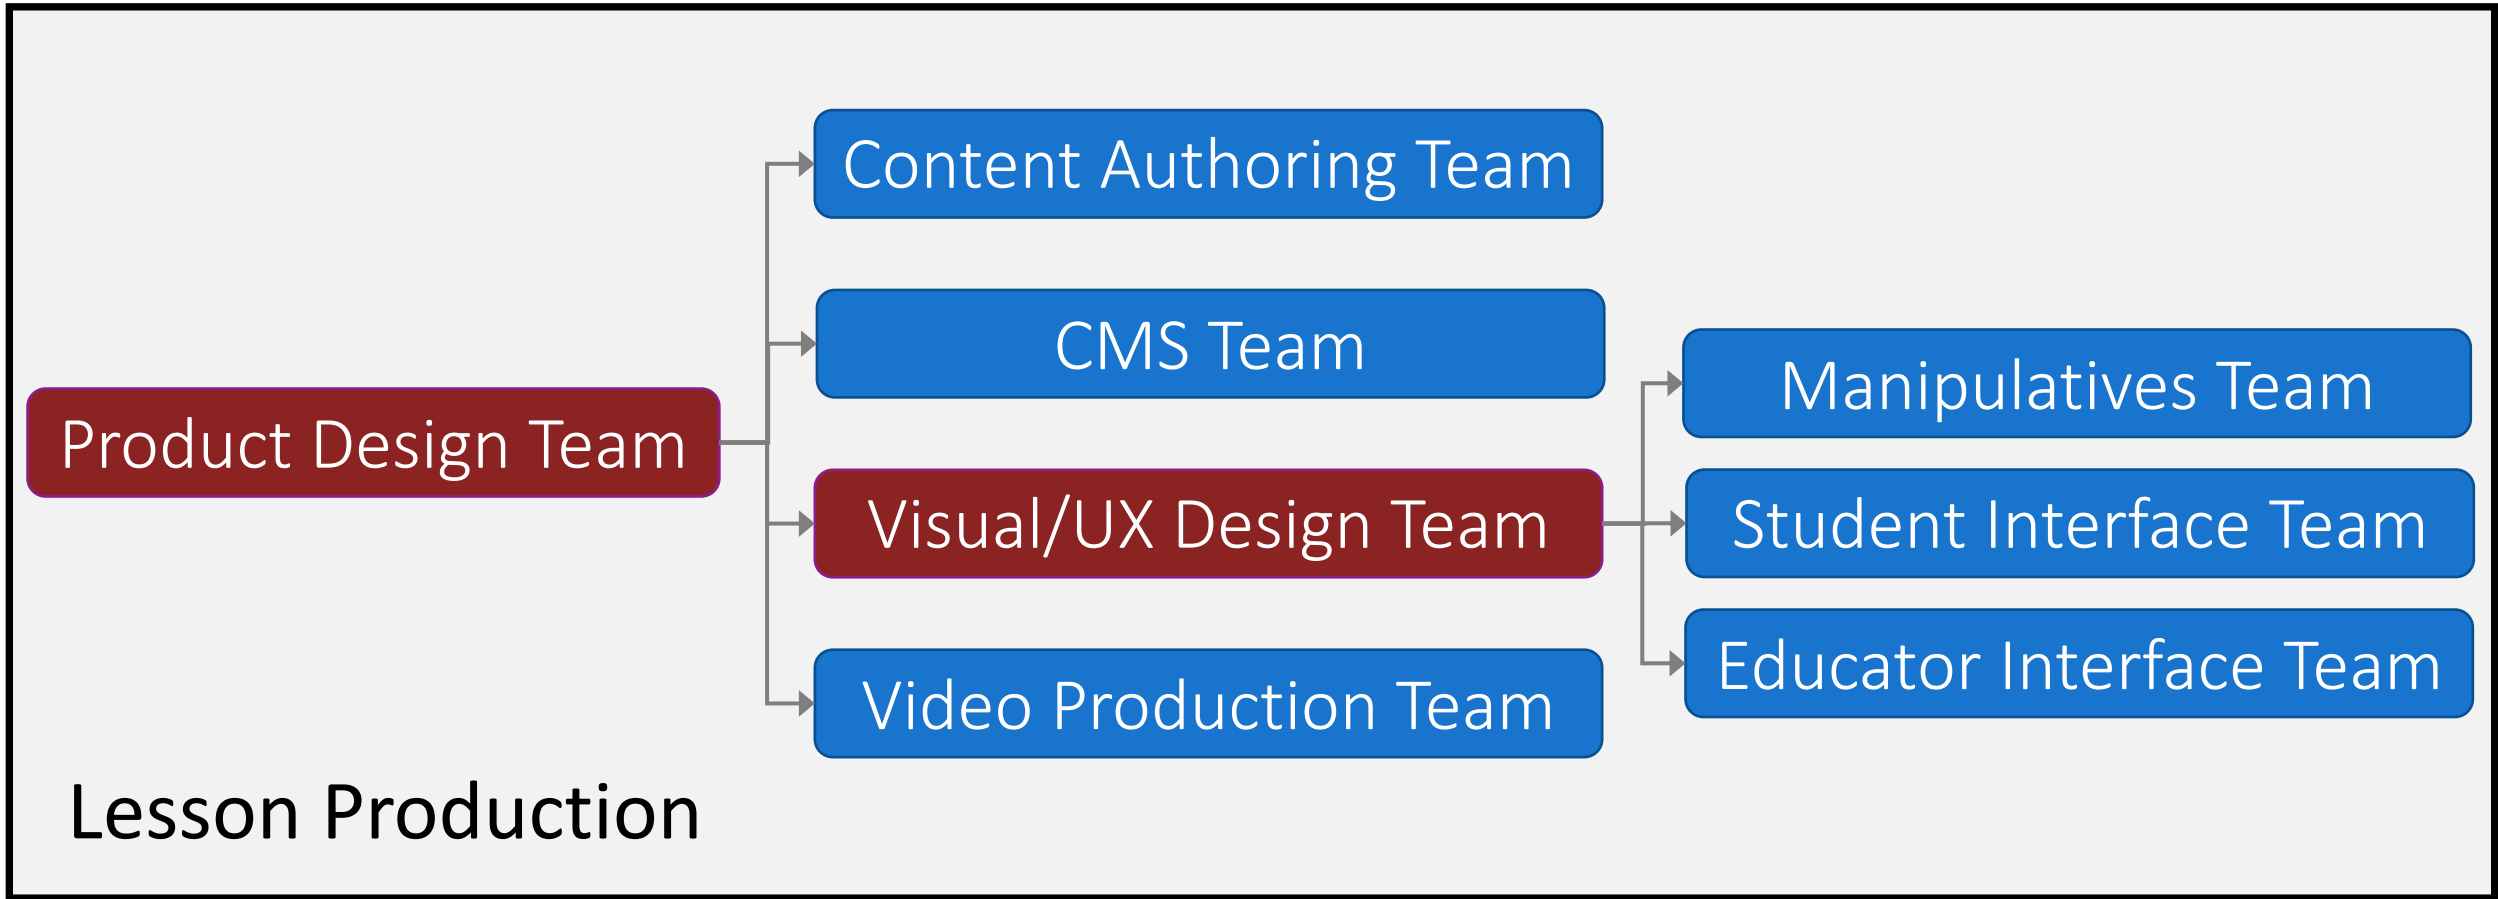 Content Authoring Team
CMS Team
Manipulatives Team
Product Design Team
Visual/UX Design Team
Student Interface Team
Educator Interface Team
Video Production Team
Lesson Production